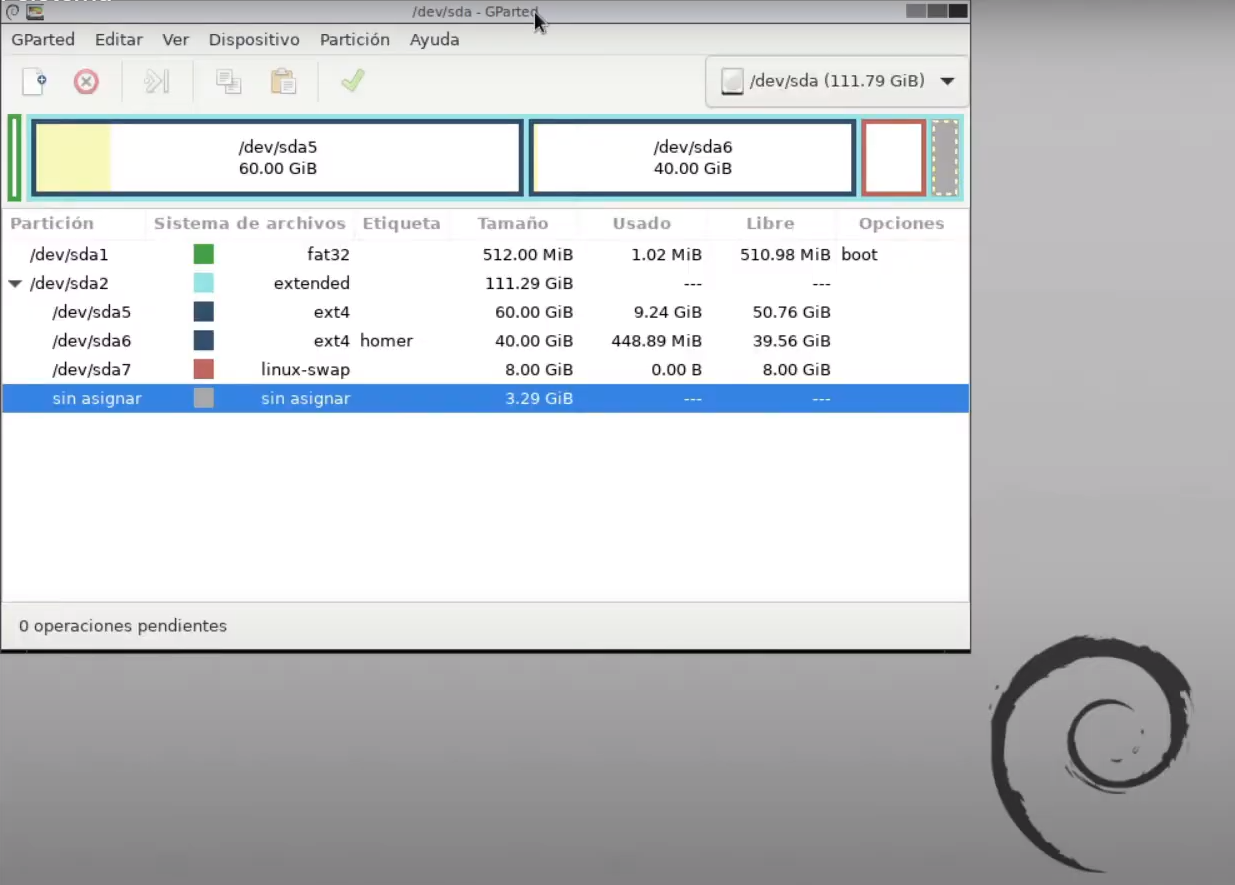 /dev/sda - GParted
GParted Editar Ver Dispositivo Partición Ayuda
/dev/sda (111.79 GiB)
/dev/sda5
60.00 GiB
/dev/sda6
40.00 GiB
Partición Sistema de archivos Etiqueta Tamaño Usado Libre Opciones
/dev/sda1 fat32 512.00 MiB 1.02 MiB 510.98 MiB boot
/dev/sda2 extended 111.29 GiB --- ---
/dev/sda5 ext4 60.00 GiB 9.24 GiB 50.76 GiB
/dev/sda6 ext4 homer 40.00 GiB 448.89 MiB 39.56 GiB
/dev/sda7 linux-swap 8.00 GiB 0.00 B 8.00 GiB
sin asignar sin asignar 3.29 GiB --- ---
0 operaciones pendientes